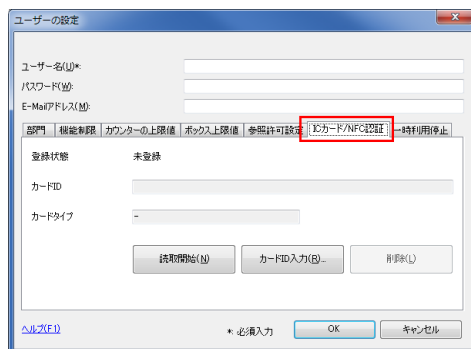 ユーザーの設定
ユーザー名(U)*:
パスワード(W):
E-Mailアドレス(M):
部門 機能制限 カウンターの上限値 ボックス上限値 参照許可設定 ICカード/NFC認証 一時利用停止
登録状態 未登録
カードID
カードタイプ -
読取開始(N) カードID入力(R)... 削除(L)
ヘルプ(F1) *: 必須入力 OK キャンセル